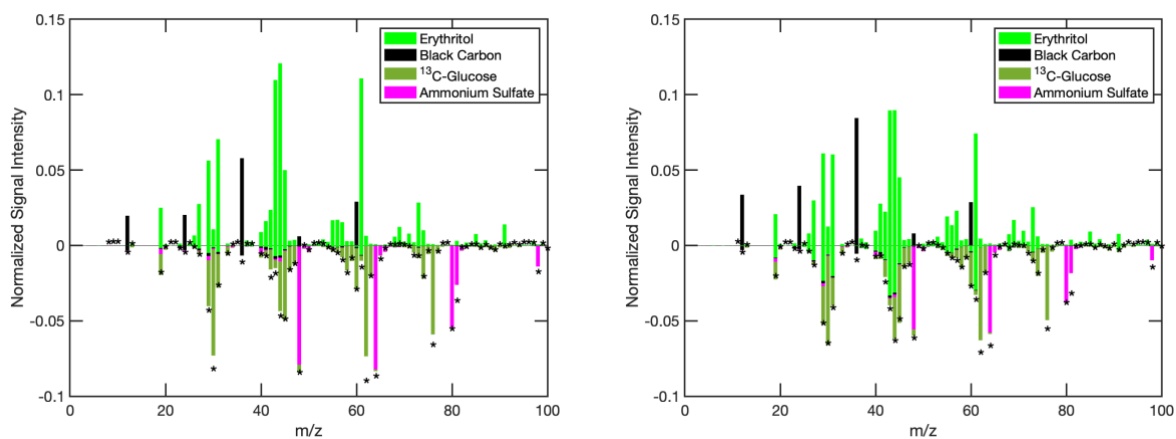 0.15
0.1
0.05
0
-0.05
-0.1
Normalized Signal Intensity
0 20 40 60 80 100
m/z
Erythritol
Black Carbon
¹³C-Glucose
Ammonium Sulfate
0.15
0.1
0.05
0
-0.05
-0.1
Normalized Signal Intensity
0 20 40 60 80 100
m/z
Erythritol
Black Carbon
¹³C-Glucose
Ammonium Sulfate